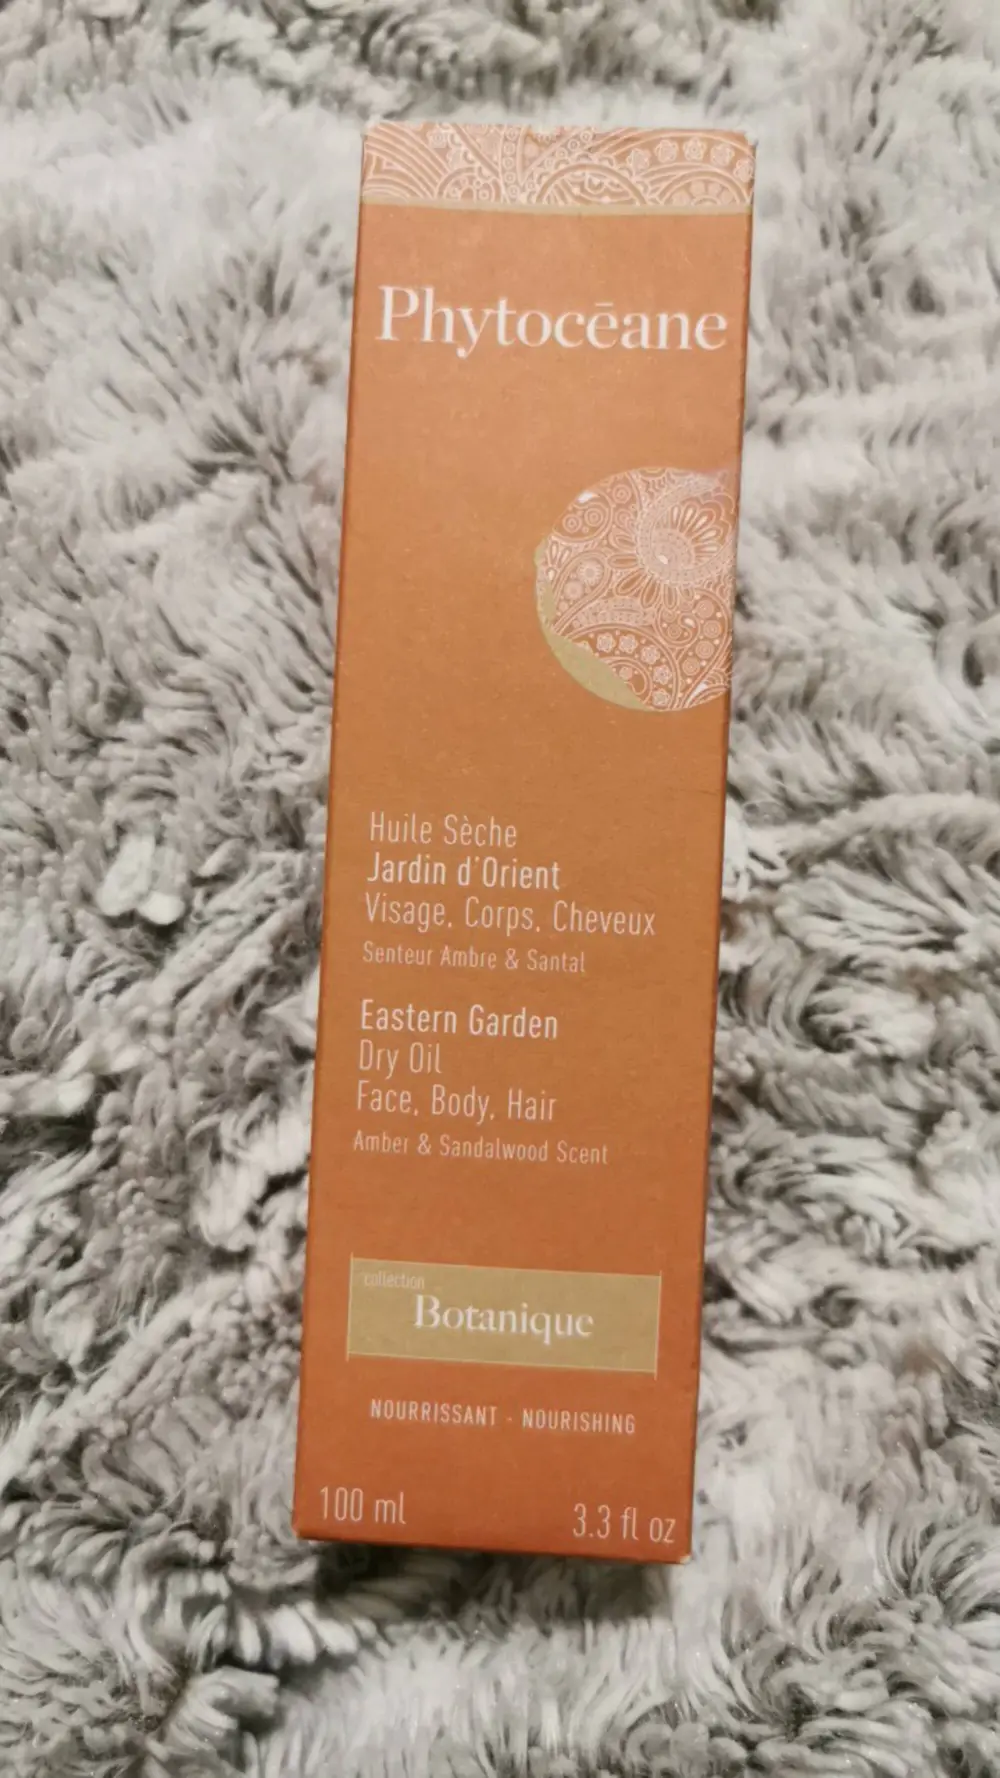 Phytocēane
Huile Sèche
Jardin d'Orient
Visage, Corps, Cheveux
Senteur Ambre & Santal
Eastern Garden
Dry Oil
Face, Body, Hair
Amber & Sandalwood Scent
collection
Botanique
NOURRISSANT - NOURISHING
100 ml 3.3 fl oz